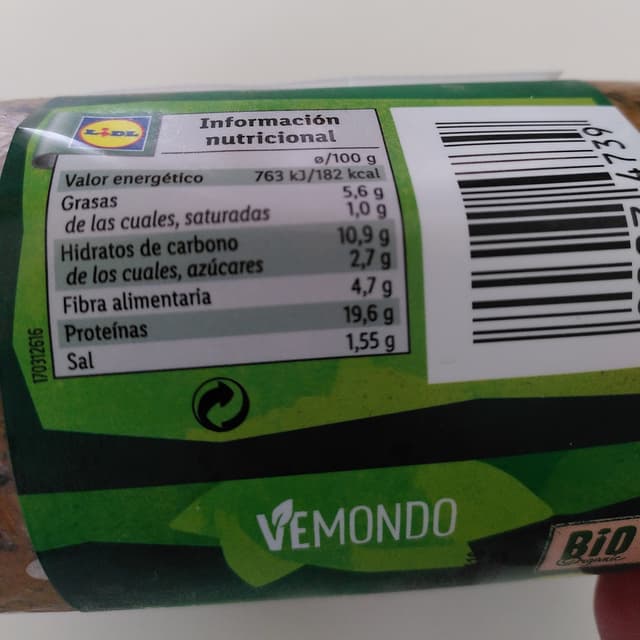 LIDL
Información
nutricional
ø/100 g
Valor energético 763 kJ/182 kcal
Grasas 5,6 g
de las cuales, saturadas 1,0 g
Hidratos de carbono 10,9 g
de los cuales, azúcares 2,7 g
Fibra alimentaria 4,7 g
Proteínas 19,6 g
Sal 1,55 g
170312616
4739
VEMONDO
BiO
Organic